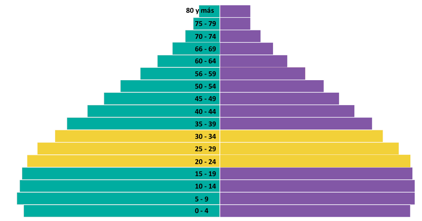 80 y más
75 - 79
70 - 74
66 - 69
60 - 64
56 - 59
50 - 54
45 - 49
40 - 44
35 - 39
30 - 34
25 - 29
20 - 24
15 - 19
10 - 14
5 - 9
0 - 4